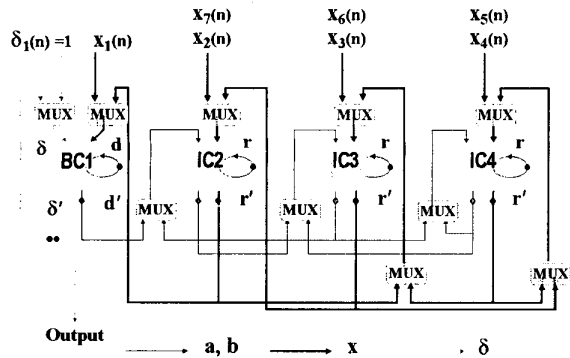 x₇(n) x₆(n) x₅(n)
δ₁(n) =1 x₁(n) x₂(n) x₃(n) x₄(n)
MUX MUX MUX MUX MUX
δ d r r r
BC1 IC2 IC3 IC4
δ' d' r' r' r'
MUX MUX MUX
MUX MUX
Output
a, b x δ